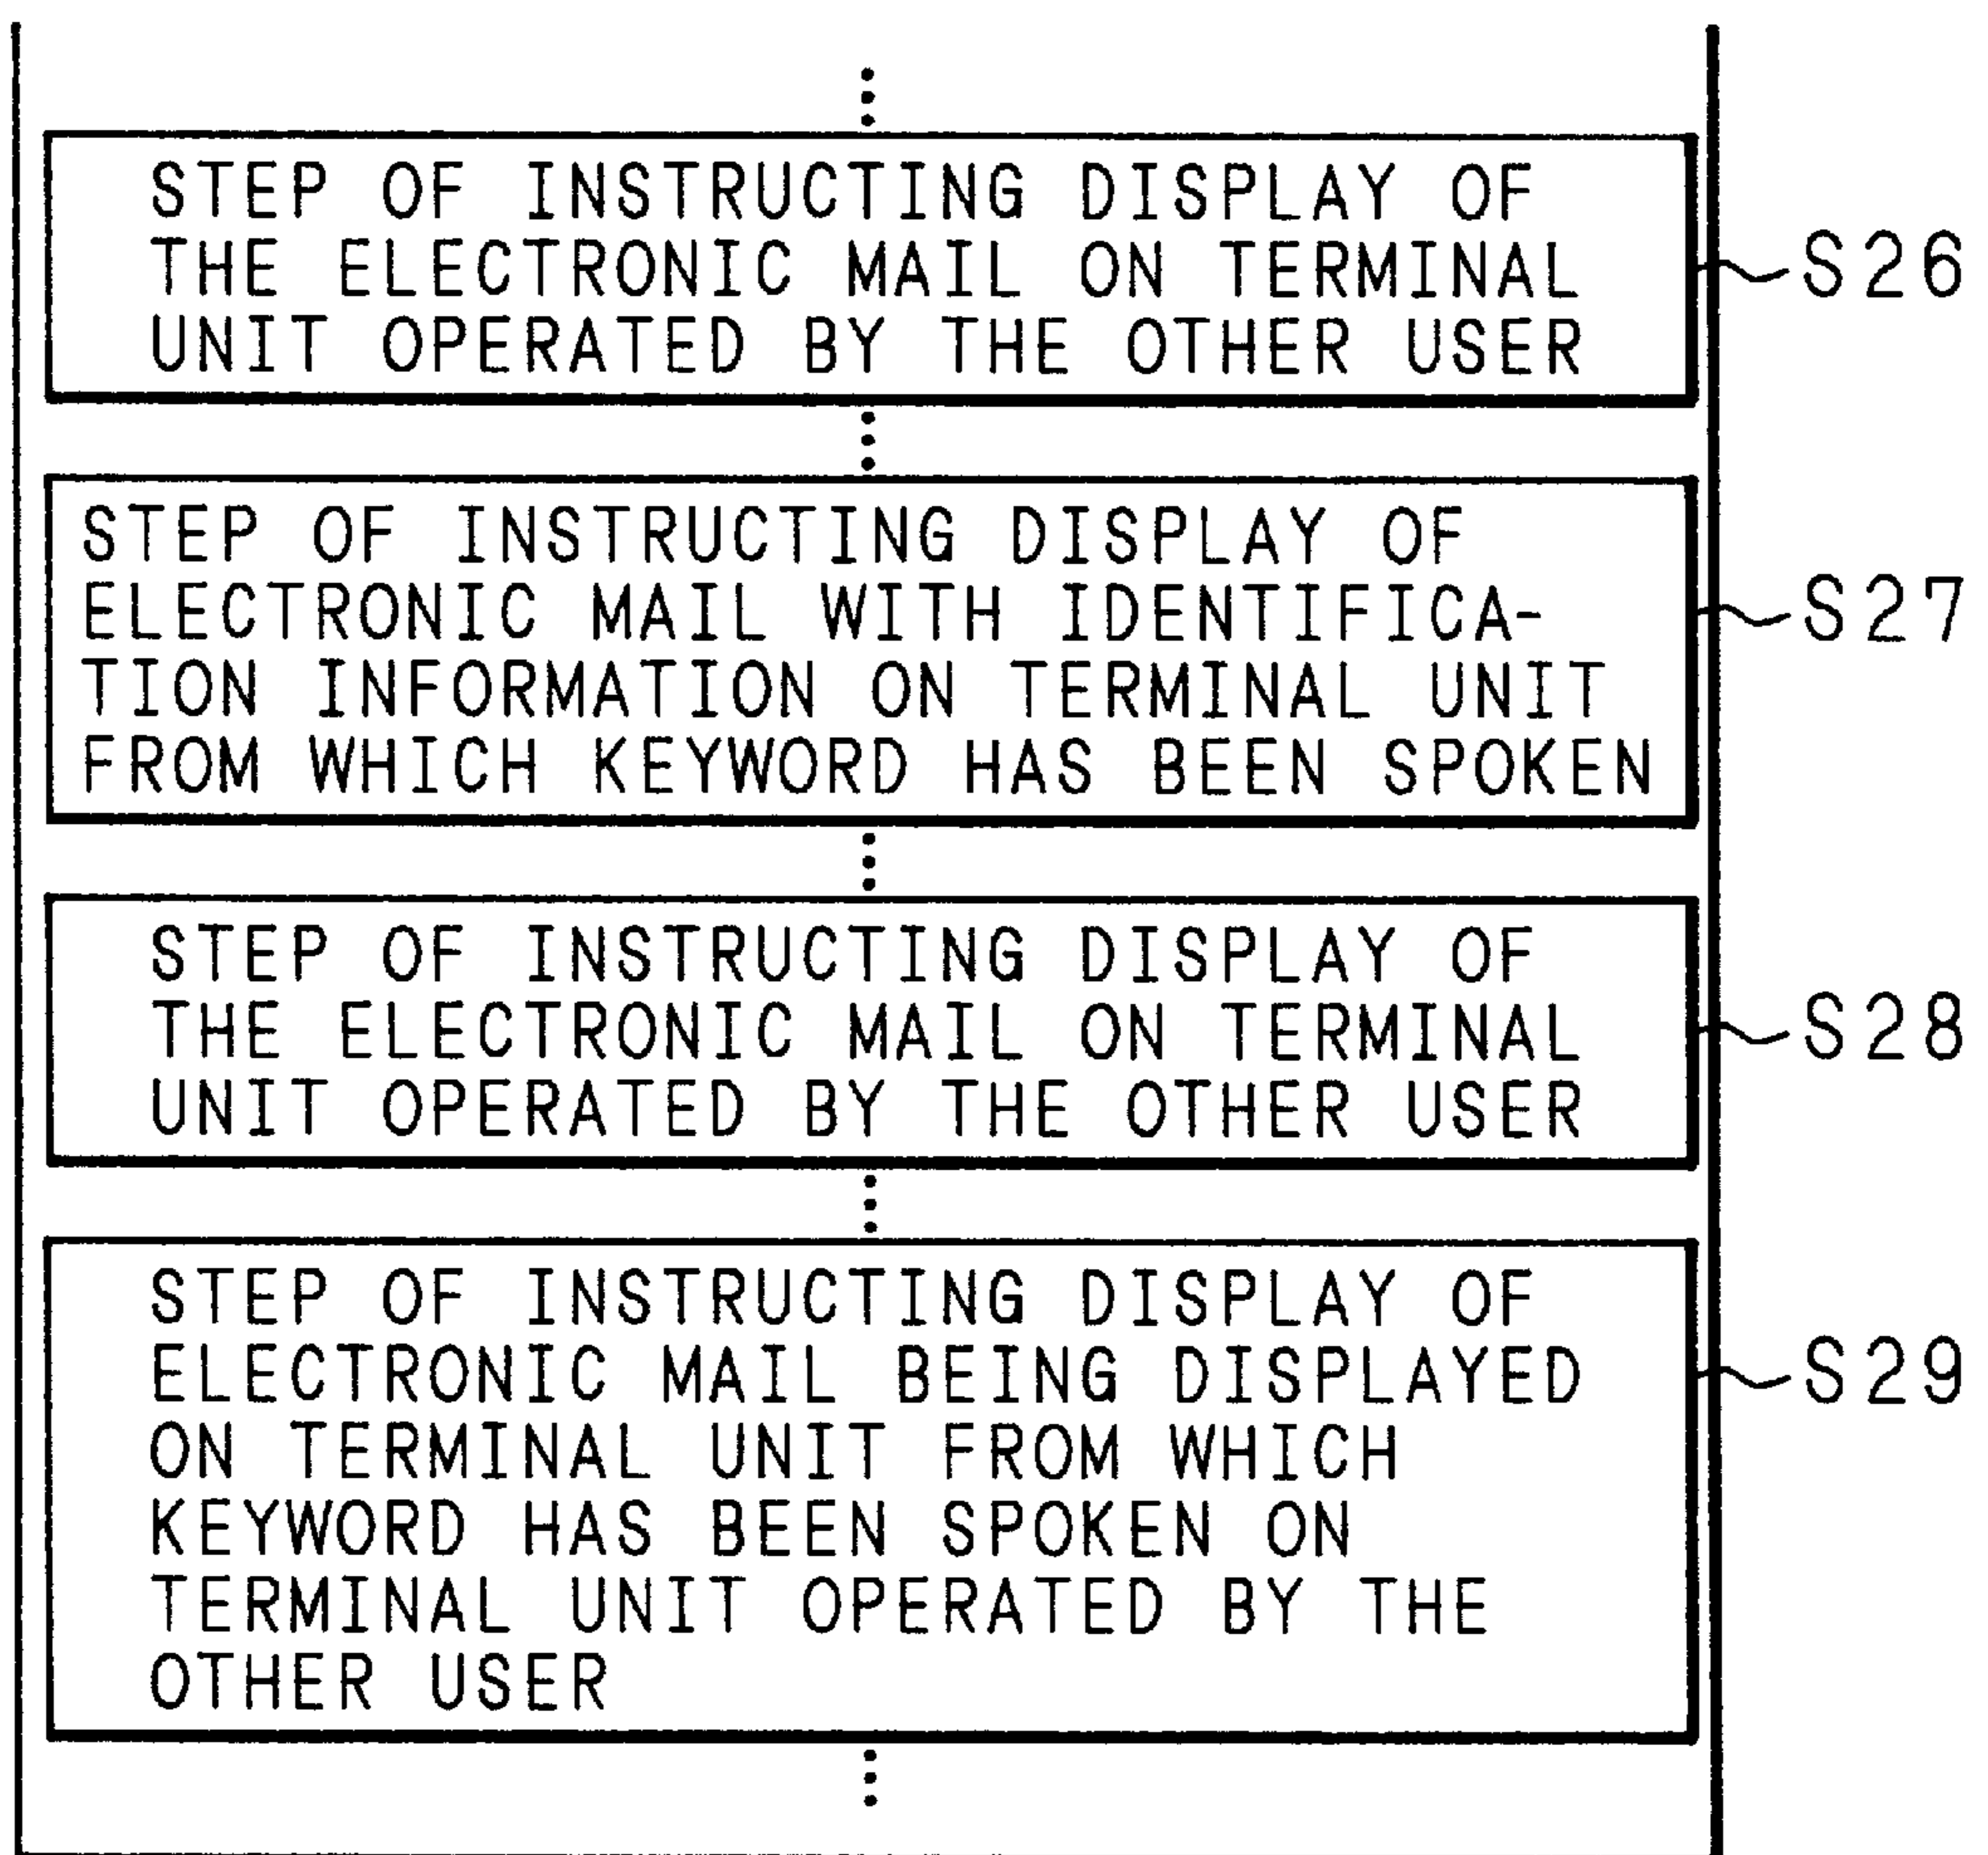 STEP OF INSTRUCTING DISPLAY OF
THE ELECTRONIC MAIL ON TERMINAL
UNIT OPERATED BY THE OTHER USER
S26
STEP OF INSTRUCTING DISPLAY OF
ELECTRONIC MAIL WITH IDENTIFICA-
TION INFORMATION ON TERMINAL UNIT
FROM WHICH KEYWORD HAS BEEN SPOKEN
S27
STEP OF INSTRUCTING DISPLAY OF
THE ELECTRONIC MAIL ON TERMINAL
UNIT OPERATED BY THE OTHER USER
S28
STEP OF INSTRUCTING DISPLAY OF
ELECTRONIC MAIL BEING DISPLAYED
ON TERMINAL UNIT FROM WHICH
KEYWORD HAS BEEN SPOKEN ON
TERMINAL UNIT OPERATED BY THE
OTHER USER
S29